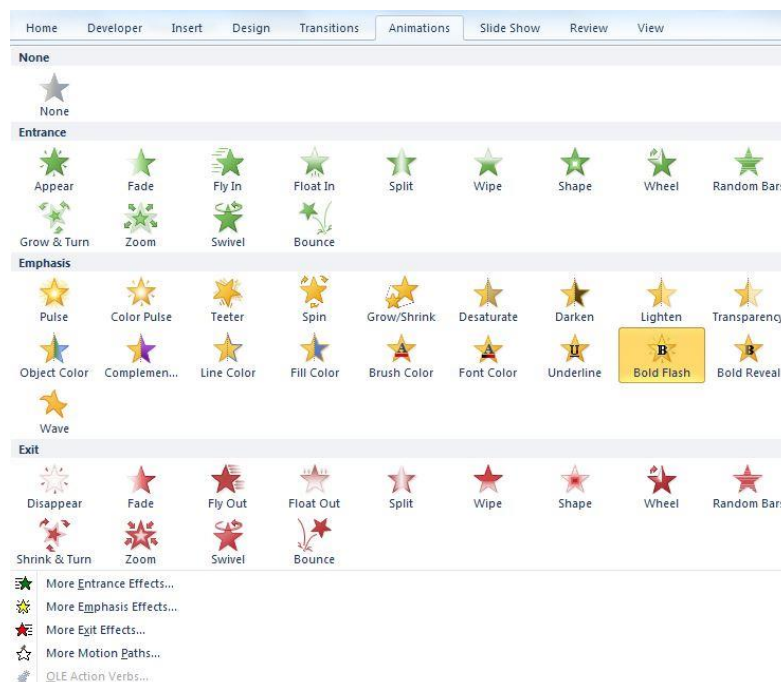 Home Developer Insert Design Transitions Animations Slide Show Review View
None
None
Entrance
Appear Fade Fly In Float In Split Wipe Shape Wheel Random Bars
Grow & Turn Zoom Swivel Bounce
Emphasis
Pulse Color Pulse Teeter Spin Grow/Shrink Desaturate Darken Lighten Transparency
Object Color Complemen... Line Color Fill Color Brush Color Font Color Underline Bold Flash Bold Reveal
Wave
Exit
Disappear Fade Fly Out Float Out Split Wipe Shape Wheel Random Bars
Shrink & Turn Zoom Swivel Bounce
More Entrance Effects...
More Emphasis Effects...
More Exit Effects...
More Motion Paths...
OLE Action Verbs...